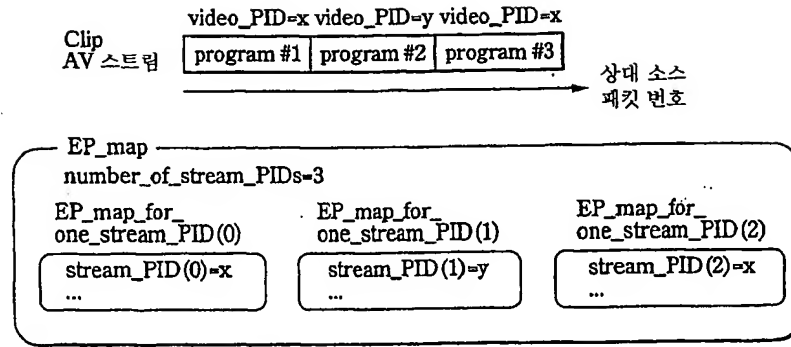 video_PID=x video_PID=y video_PID=x
Clip
AV 스트림
program #1 program #2 program #3
상대 소스
패킷 번호
EP_map
number_of_stream_PIDs=3
EP_map_for_
one_stream_PID(0)
EP_map_for_
one_stream_PID(1)
EP_map_for_
one_stream_PID(2)
stream_PID(0)=x
...
stream_PID(1)=y
...
stream_PID(2)=x
...